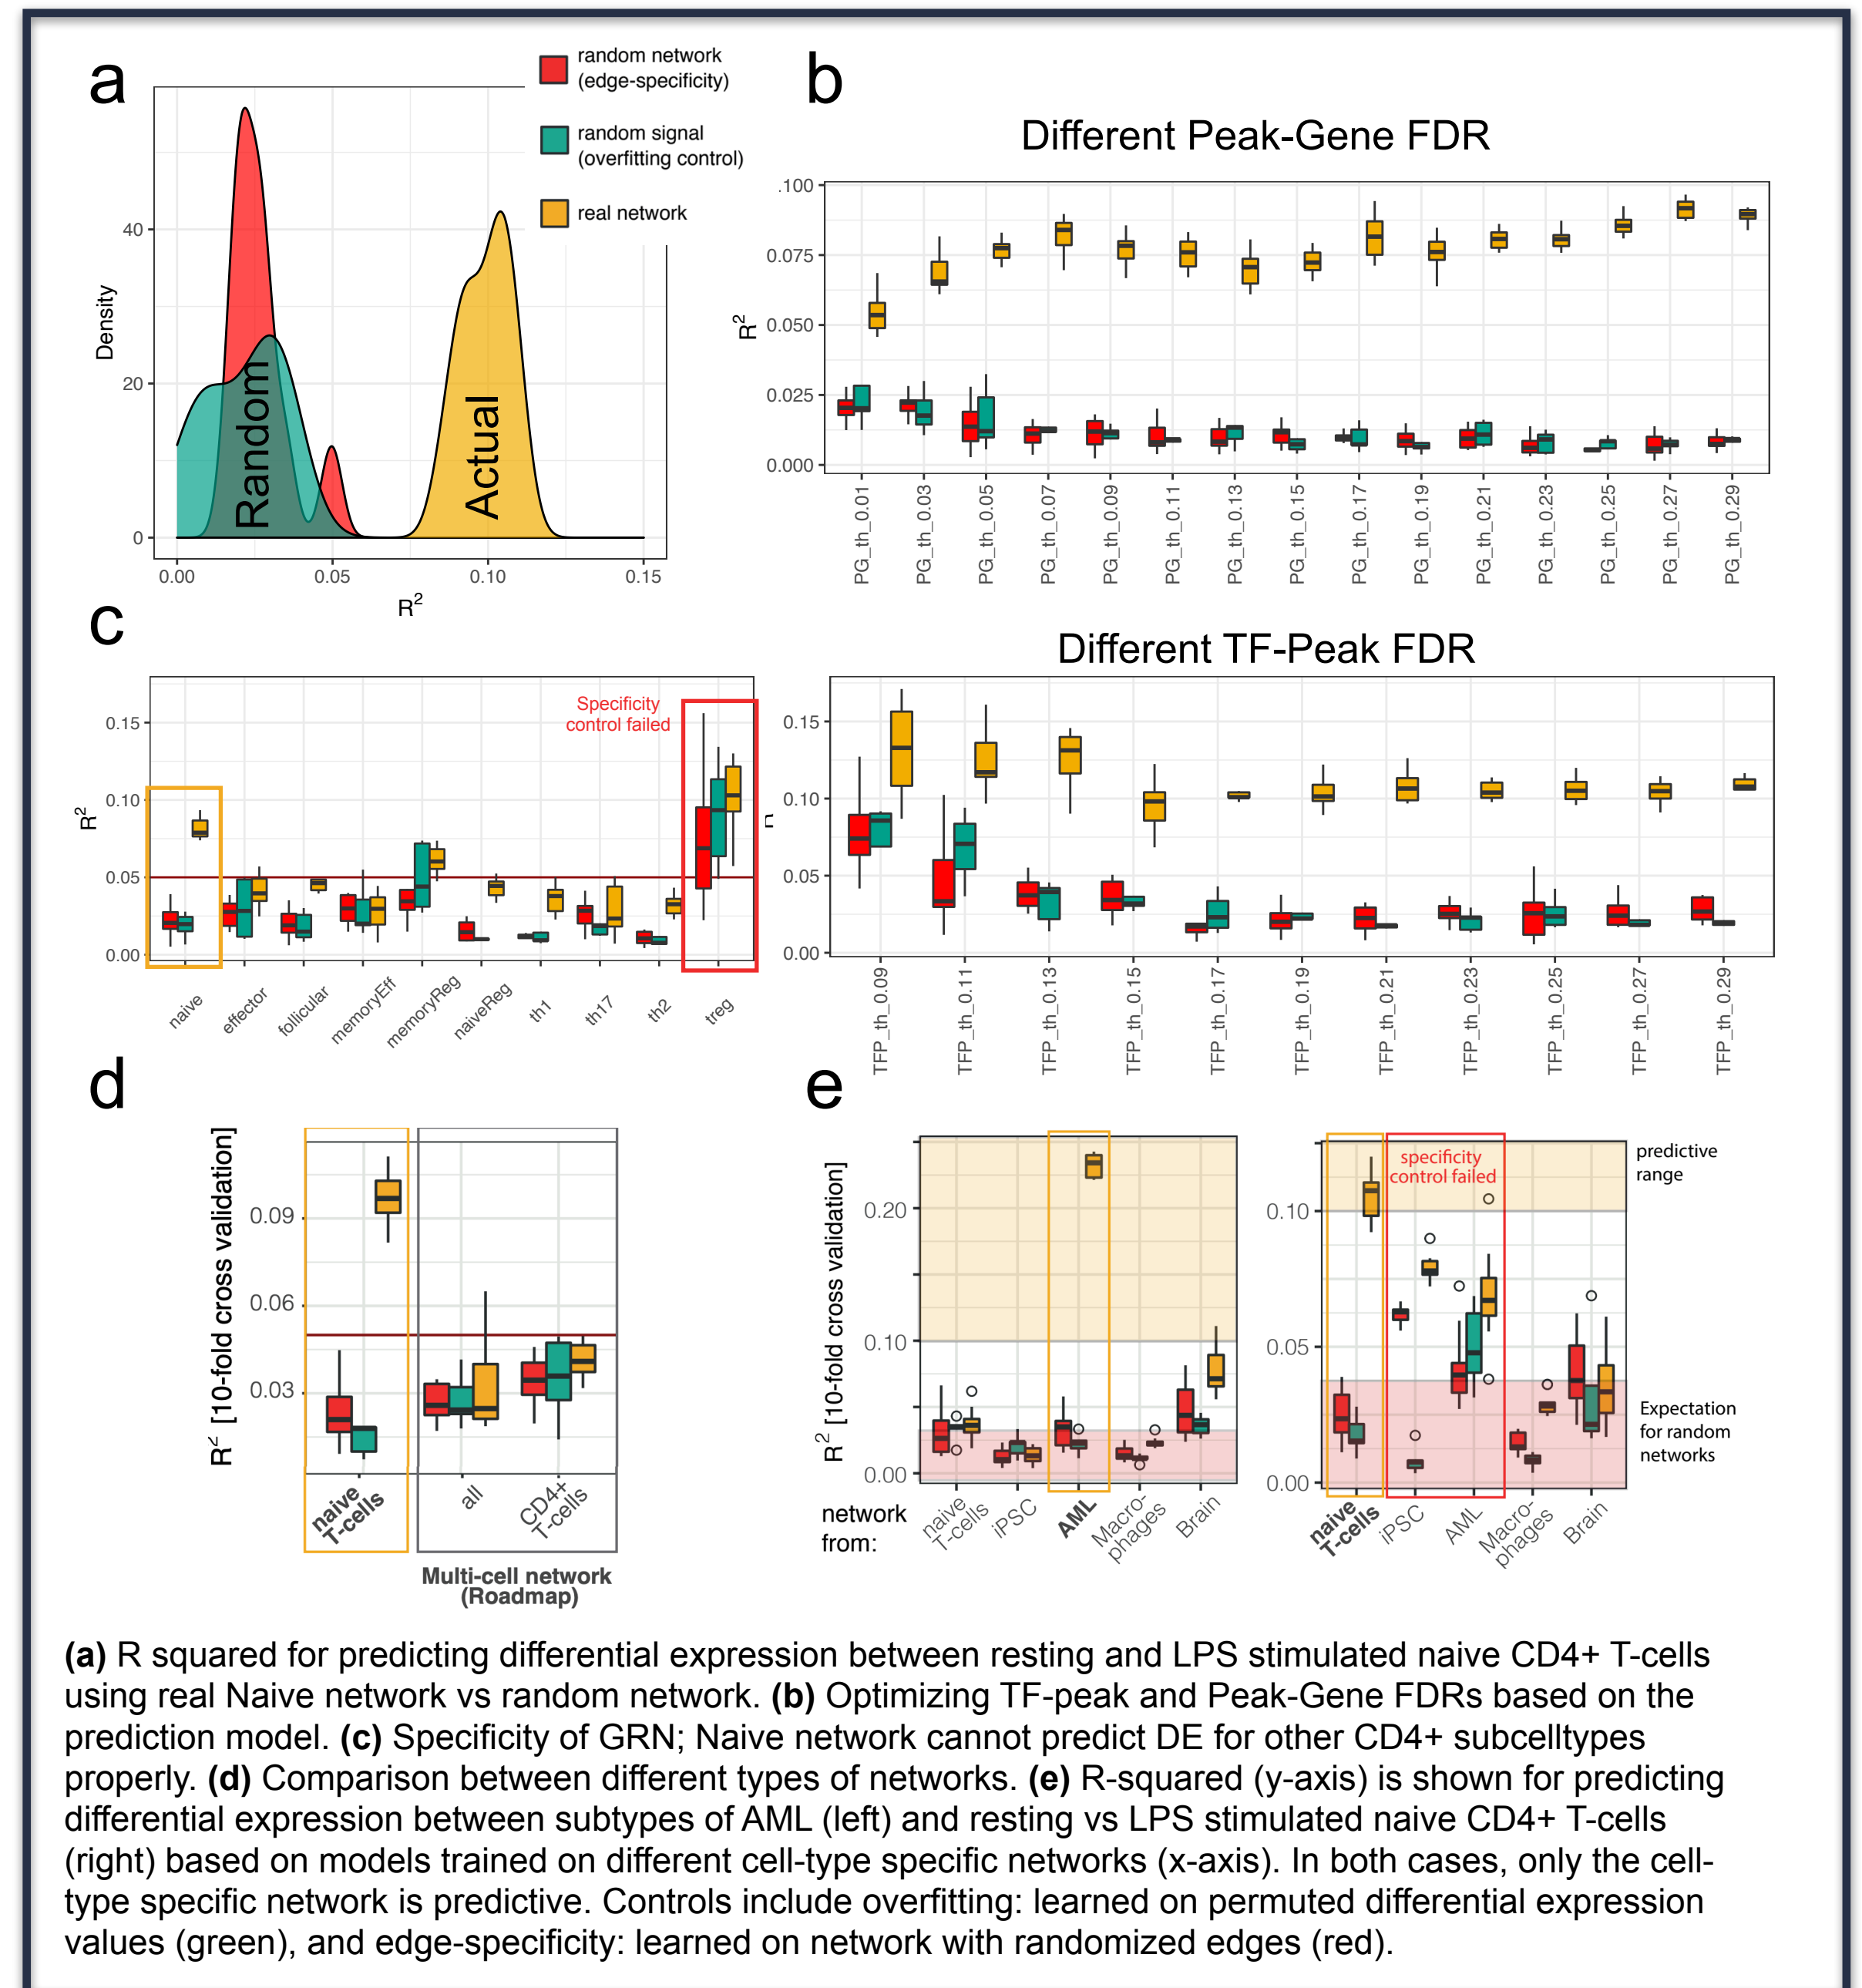 a
random network
(edge-specificity)
random signal
(overfitting control)
real network
Density
40
20
0
Random
Actual
0.00 0.05 0.10 0.15
R²
b
Different Peak-Gene FDR
R²
.100
0.075
0.050
0.025
0.000
PG_th_0.01
PG_th_0.03
PG_th_0.05
PG_th_0.07
PG_th_0.09
PG_th_0.11
PG_th_0.13
PG_th_0.15
PG_th_0.17
PG_th_0.19
PG_th_0.21
PG_th_0.23
PG_th_0.25
PG_th_0.27
PG_th_0.29
Different TF-Peak FDR
0.15
0.10
0.05
0.00
TFP_th_0.09
TFP_th_0.11
TFP_th_0.13
TFP_th_0.15
TFP_th_0.17
TFP_th_0.19
TFP_th_0.21
TFP_th_0.23
TFP_th_0.25
TFP_th_0.27
TFP_th_0.29
c
Specificity
control failed
R²
0.15
0.10
0.05
0.00
naive
effector
follicular
memoryEff
memoryReg
naiveReg
th1
th17
th2
treg
d
R² [10-fold cross validation]
0.09
0.06
0.03
naive
T-cells
all
CD4+
T-cells
Multi-cell network
(Roadmap)
e
R² [10-fold cross validation]
0.20
0.10
0.00
network
from:
naive
T-cells
iPSC
AML
Macro-
phages
Brain
specificity
control failed
0.10
0.05
0.00
naive
T-cells
iPSC
AML
Macro-
phages
Brain
predictive
range
Expectation
for random
networks
(a) R squared for predicting differential expression between resting and LPS stimulated naive CD4+ T-cells
using real Naive network vs random network. (b) Optimizing TF-peak and Peak-Gene FDRs based on the
prediction model. (c) Specificity of GRN; Naive network cannot predict DE for other CD4+ subcelltypes
properly. (d) Comparison between different types of networks. (e) R-squared (y-axis) is shown for predicting
differential expression between subtypes of AML (left) and resting vs LPS stimulated naive CD4+ T-cells
(right) based on models trained on different cell-type specific networks (x-axis). In both cases, only the cell-
type specific network is predictive. Controls include overfitting: learned on permuted differential expression
values (green), and edge-specificity: learned on network with randomized edges (red).